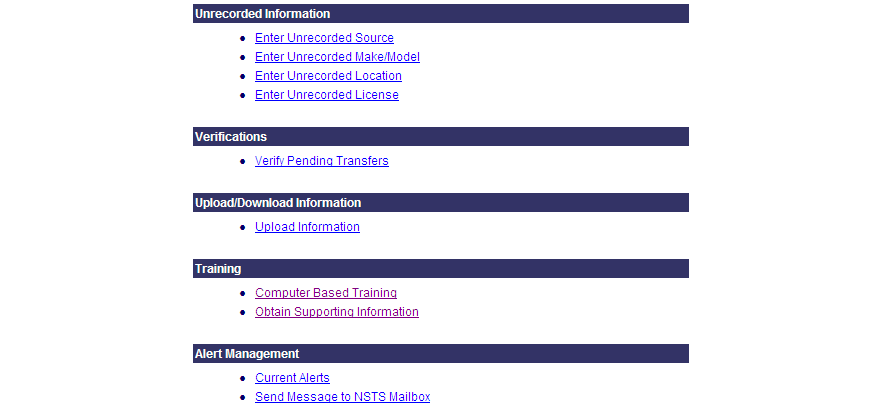 Unrecorded Information
Enter Unrecorded Source
Enter Unrecorded Make/Model
Enter Unrecorded Location
Enter Unrecorded License
Verifications
Verify Pending Transfers
Upload/Download Information
Upload Information
Training
Computer Based Training
Obtain Supporting Information
Alert Management
Current Alerts
Send Message to NSTS Mailbox